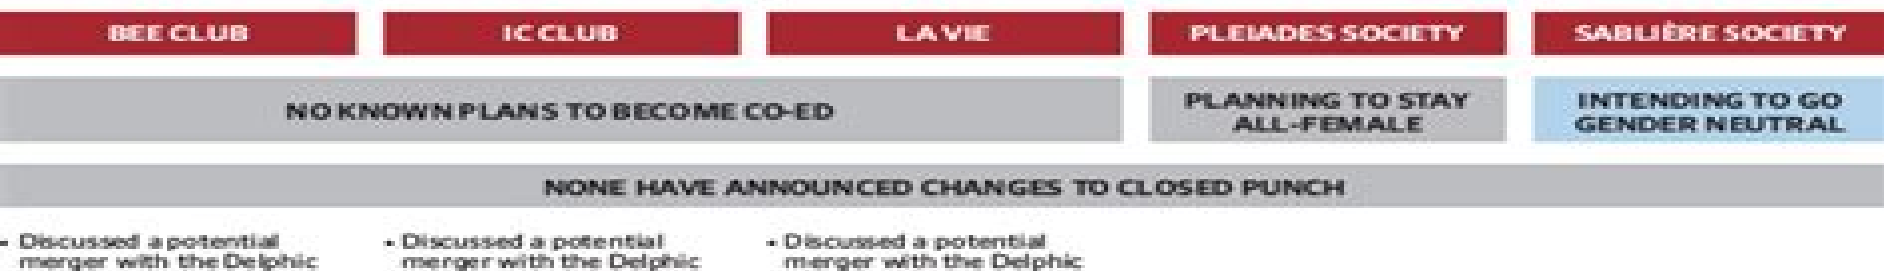 BEE CLUB
IC CLUB
LA VIE
PLEIADES SOCIETY
SABLIÈRE SOCIETY
NO KNOWN PLANS TO BECOME CO-ED
PLANNING TO STAY
ALL-FEMALE
INTENDING TO GO
GENDER NEUTRAL
NONE HAVE ANNOUNCED CHANGES TO CLOSED PUNCH
• Discussed a potential
merger with the Delphic
• Discussed a potential
merger with the Delphic
• Discussed a potential
merger with the Delphic